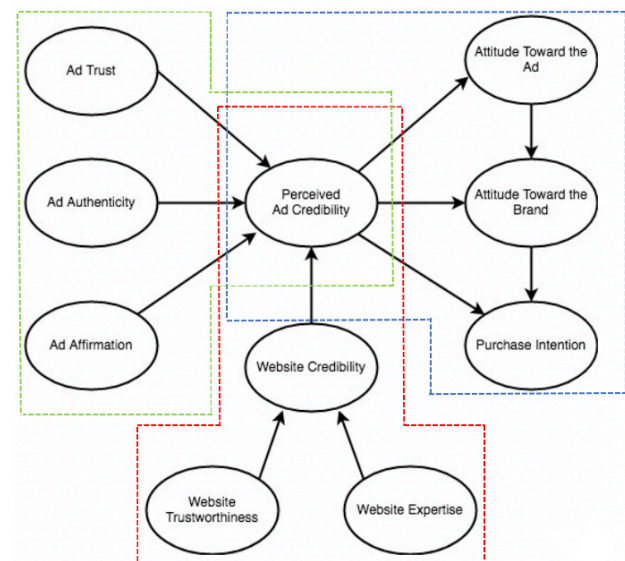 Ad Trust
Attitude Toward the
Ad
Ad Authenticity
Perceived
Ad Credibility
Attitude Toward the
Brand
Ad Affirmation
Website Credibility
Purchase Intention
Website
Trustworthiness
Website Expertise